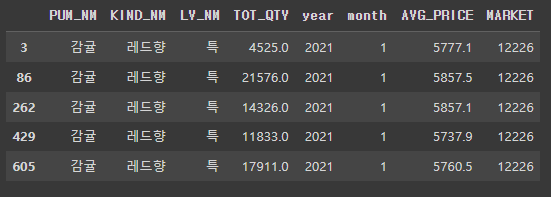 PUM_NM KIND_NM LV_NM TOT_QTY year month AVG_PRICE MARKET
3 감귤 레드향 특 4525.0 2021 1 5777.1 12226
86 감귤 레드향 특 21576.0 2021 1 5857.5 12226
262 감귤 레드향 특 14326.0 2021 1 5857.1 12226
429 감귤 레드향 특 11833.0 2021 1 5737.9 12226
605 감귤 레드향 특 17911.0 2021 1 5760.5 12226